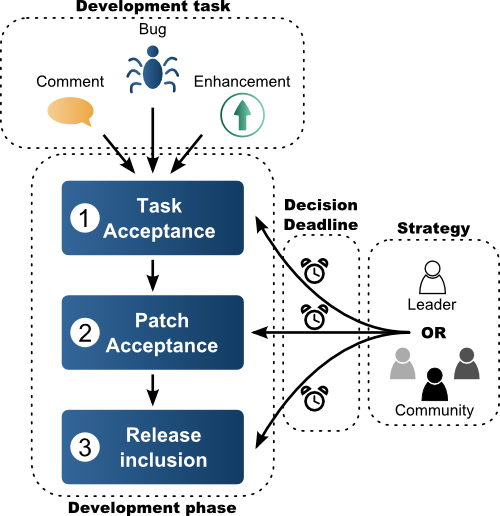 Development task
Bug
Comment
Enhancement
1
Task
Acceptance
2
Patch
Acceptance
3
Release
inclusion
Development phase
Decision
Deadline
Strategy
Leader
OR
Community